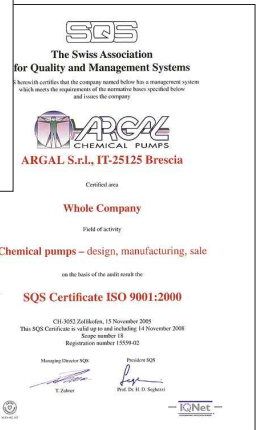 SQS
The Swiss Association
for Quality and Management Systems
herewith certifies that the company named below has a management system
which meets the requirements of the normative bases specified below
and issues the company
ARGAL
CHEMICAL PUMPS
ARGAL S.r.l., IT-25125 Brescia
Certified area
Whole Company
Field of activity
Chemical pumps – design, manufacturing, sale
on the basis of the audit result the
SQS Certificate ISO 9001:2000
CH-3052 Zollikofen, 15 November 2005
This SQS Certificate is valid up to and including 14 November 2008
Scope number 18
Registration number 15559-02
Managing Director SQS
President SQS
T. Zahner
Prof. Dr. H. D. Seghezzi
IQNet